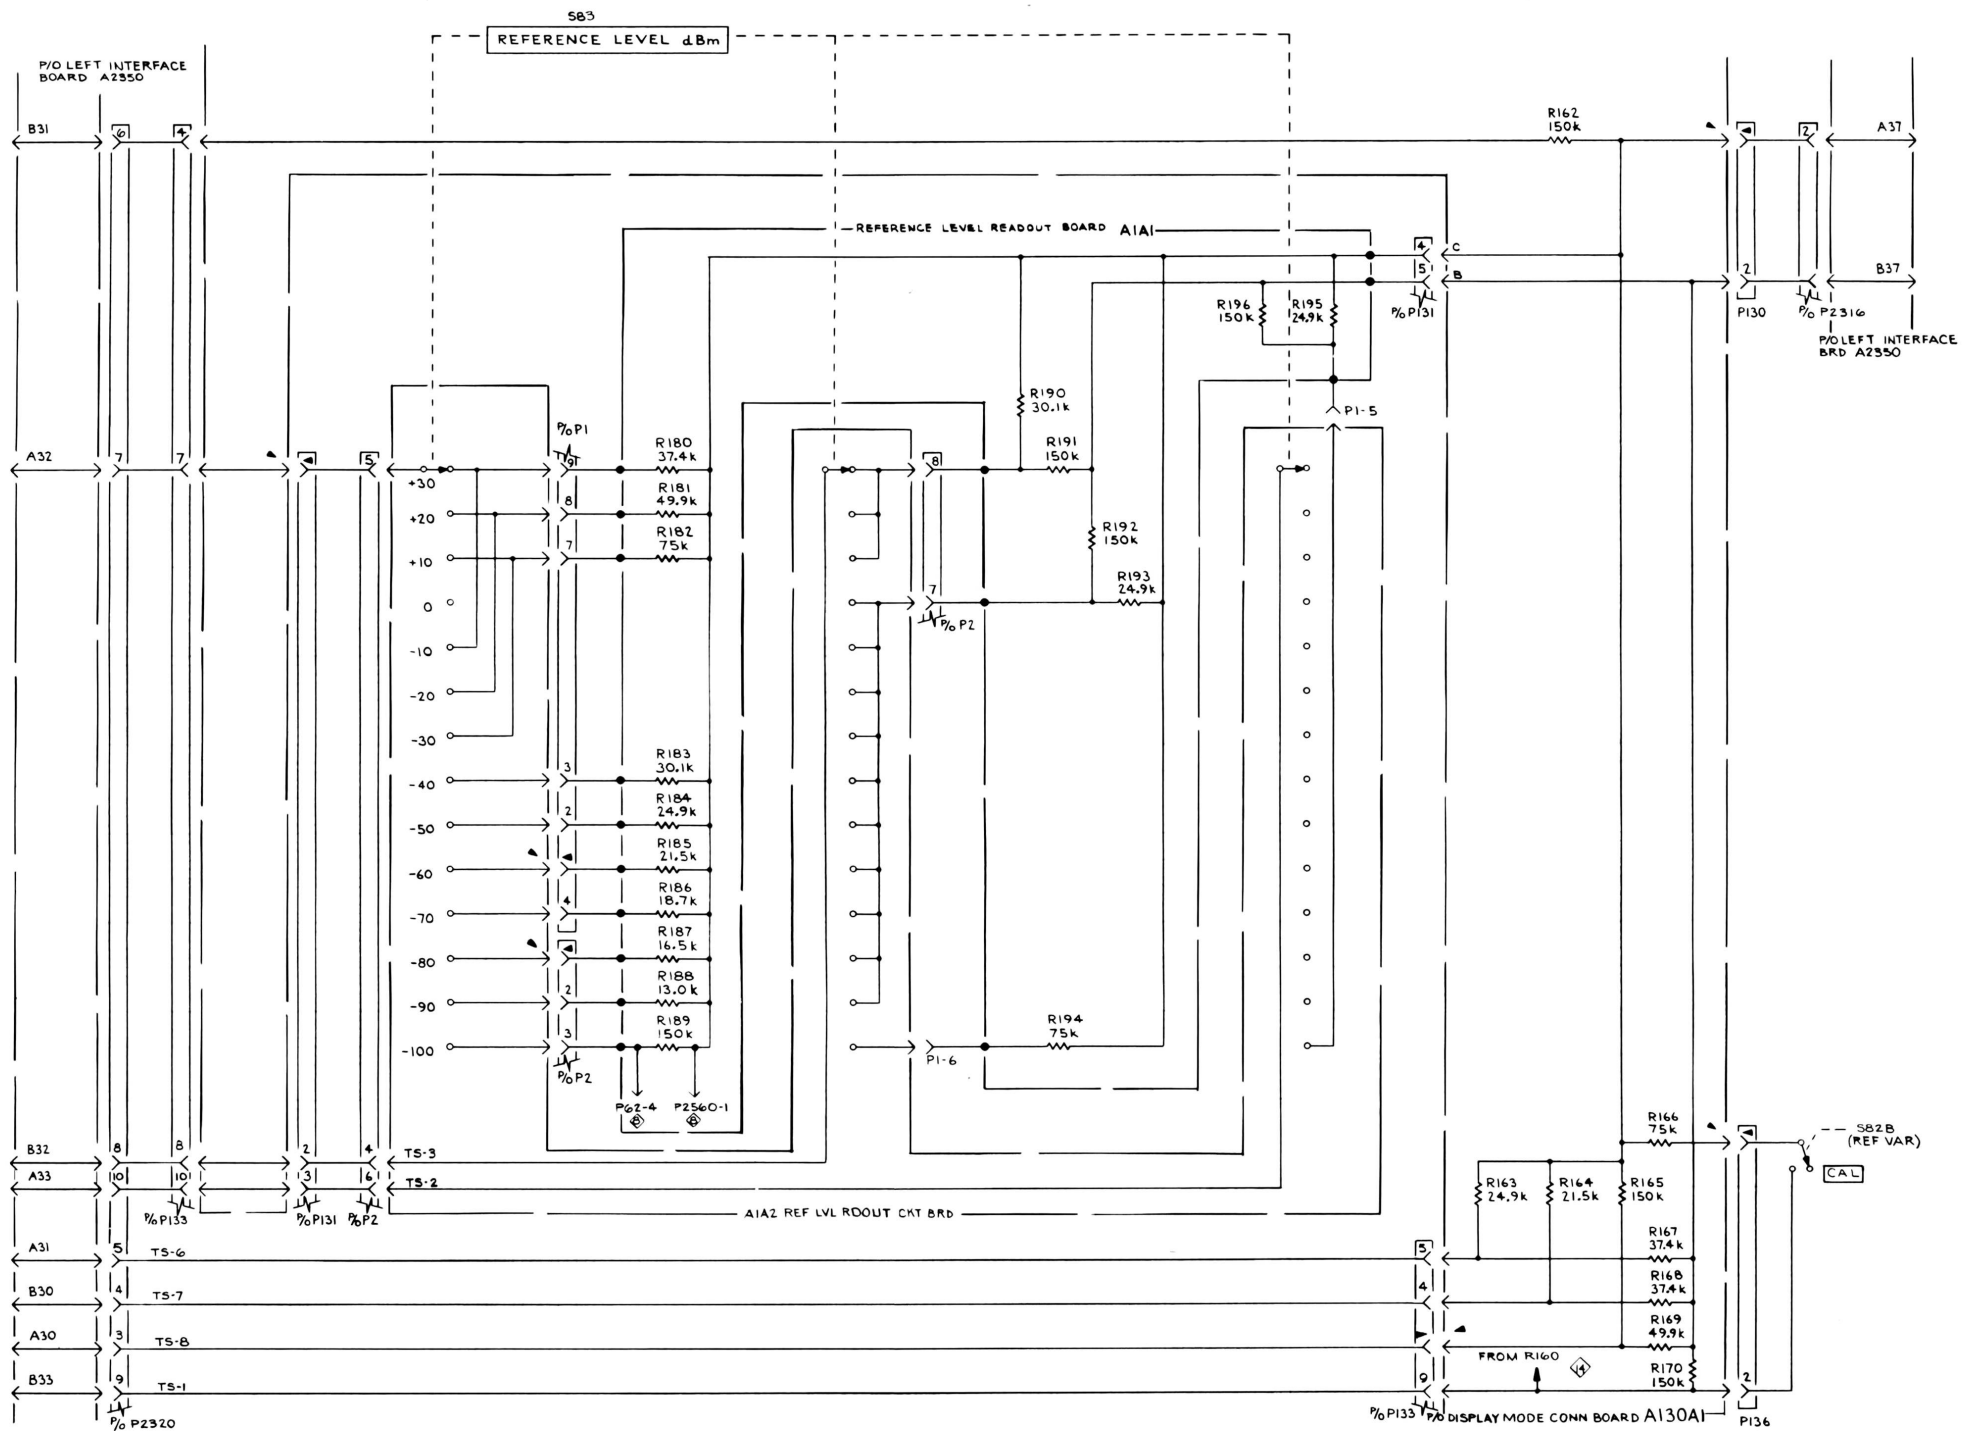 S83
REFERENCE LEVEL dBm
P/O LEFT INTERFACE
BOARD A2350
B31
6
4
R162
150k
2
A37
REFERENCE LEVEL READOUT BOARD A1A1
4
C
5
B
2
B37
R196
150k
R195
24.9k
P/O P131
P130
P/O P2316
P/O LEFT INTERFACE
BRD A2350
R190
30.1k
P1-5
P/O P1
A32
7
7
5
+30
9
R180
37.4k
8
R191
150k
+20
8
R181
49.9k
+10
7
R182
75k
R192
150k
0
7
P/O P2
R193
24.9k
-10
-20
-30
-40
3
R183
30.1k
-50
2
R184
24.9k
-60
R185
21.5k
-70
4
R186
18.7k
-80
R187
16.5k
-90
2
R188
13.0k
-100
3
R189
150k
P/O P2
P1-6
R194
75k
P62-4
8
P2560-1
8
R166
75k
S82B
(REF VAR)
CAL
B32
8
8
2
4
TS-3
A33
10
10
3
6
TS-2
P/O P133
P/O P131
P/O P2
A1A2 REF LVL RDOUT CKT BRD
R163
24.9k
R164
21.5k
R165
150k
A31
5
TS-6
5
R167
37.4k
B30
4
TS-7
4
R168
37.4k
A30
3
TS-8
R169
49.9k
FROM R160
14
B33
9
TS-1
9
R170
150k
2
P/O P2320
P/O P133
P/O DISPLAY MODE CONN BOARD A130A1
P136